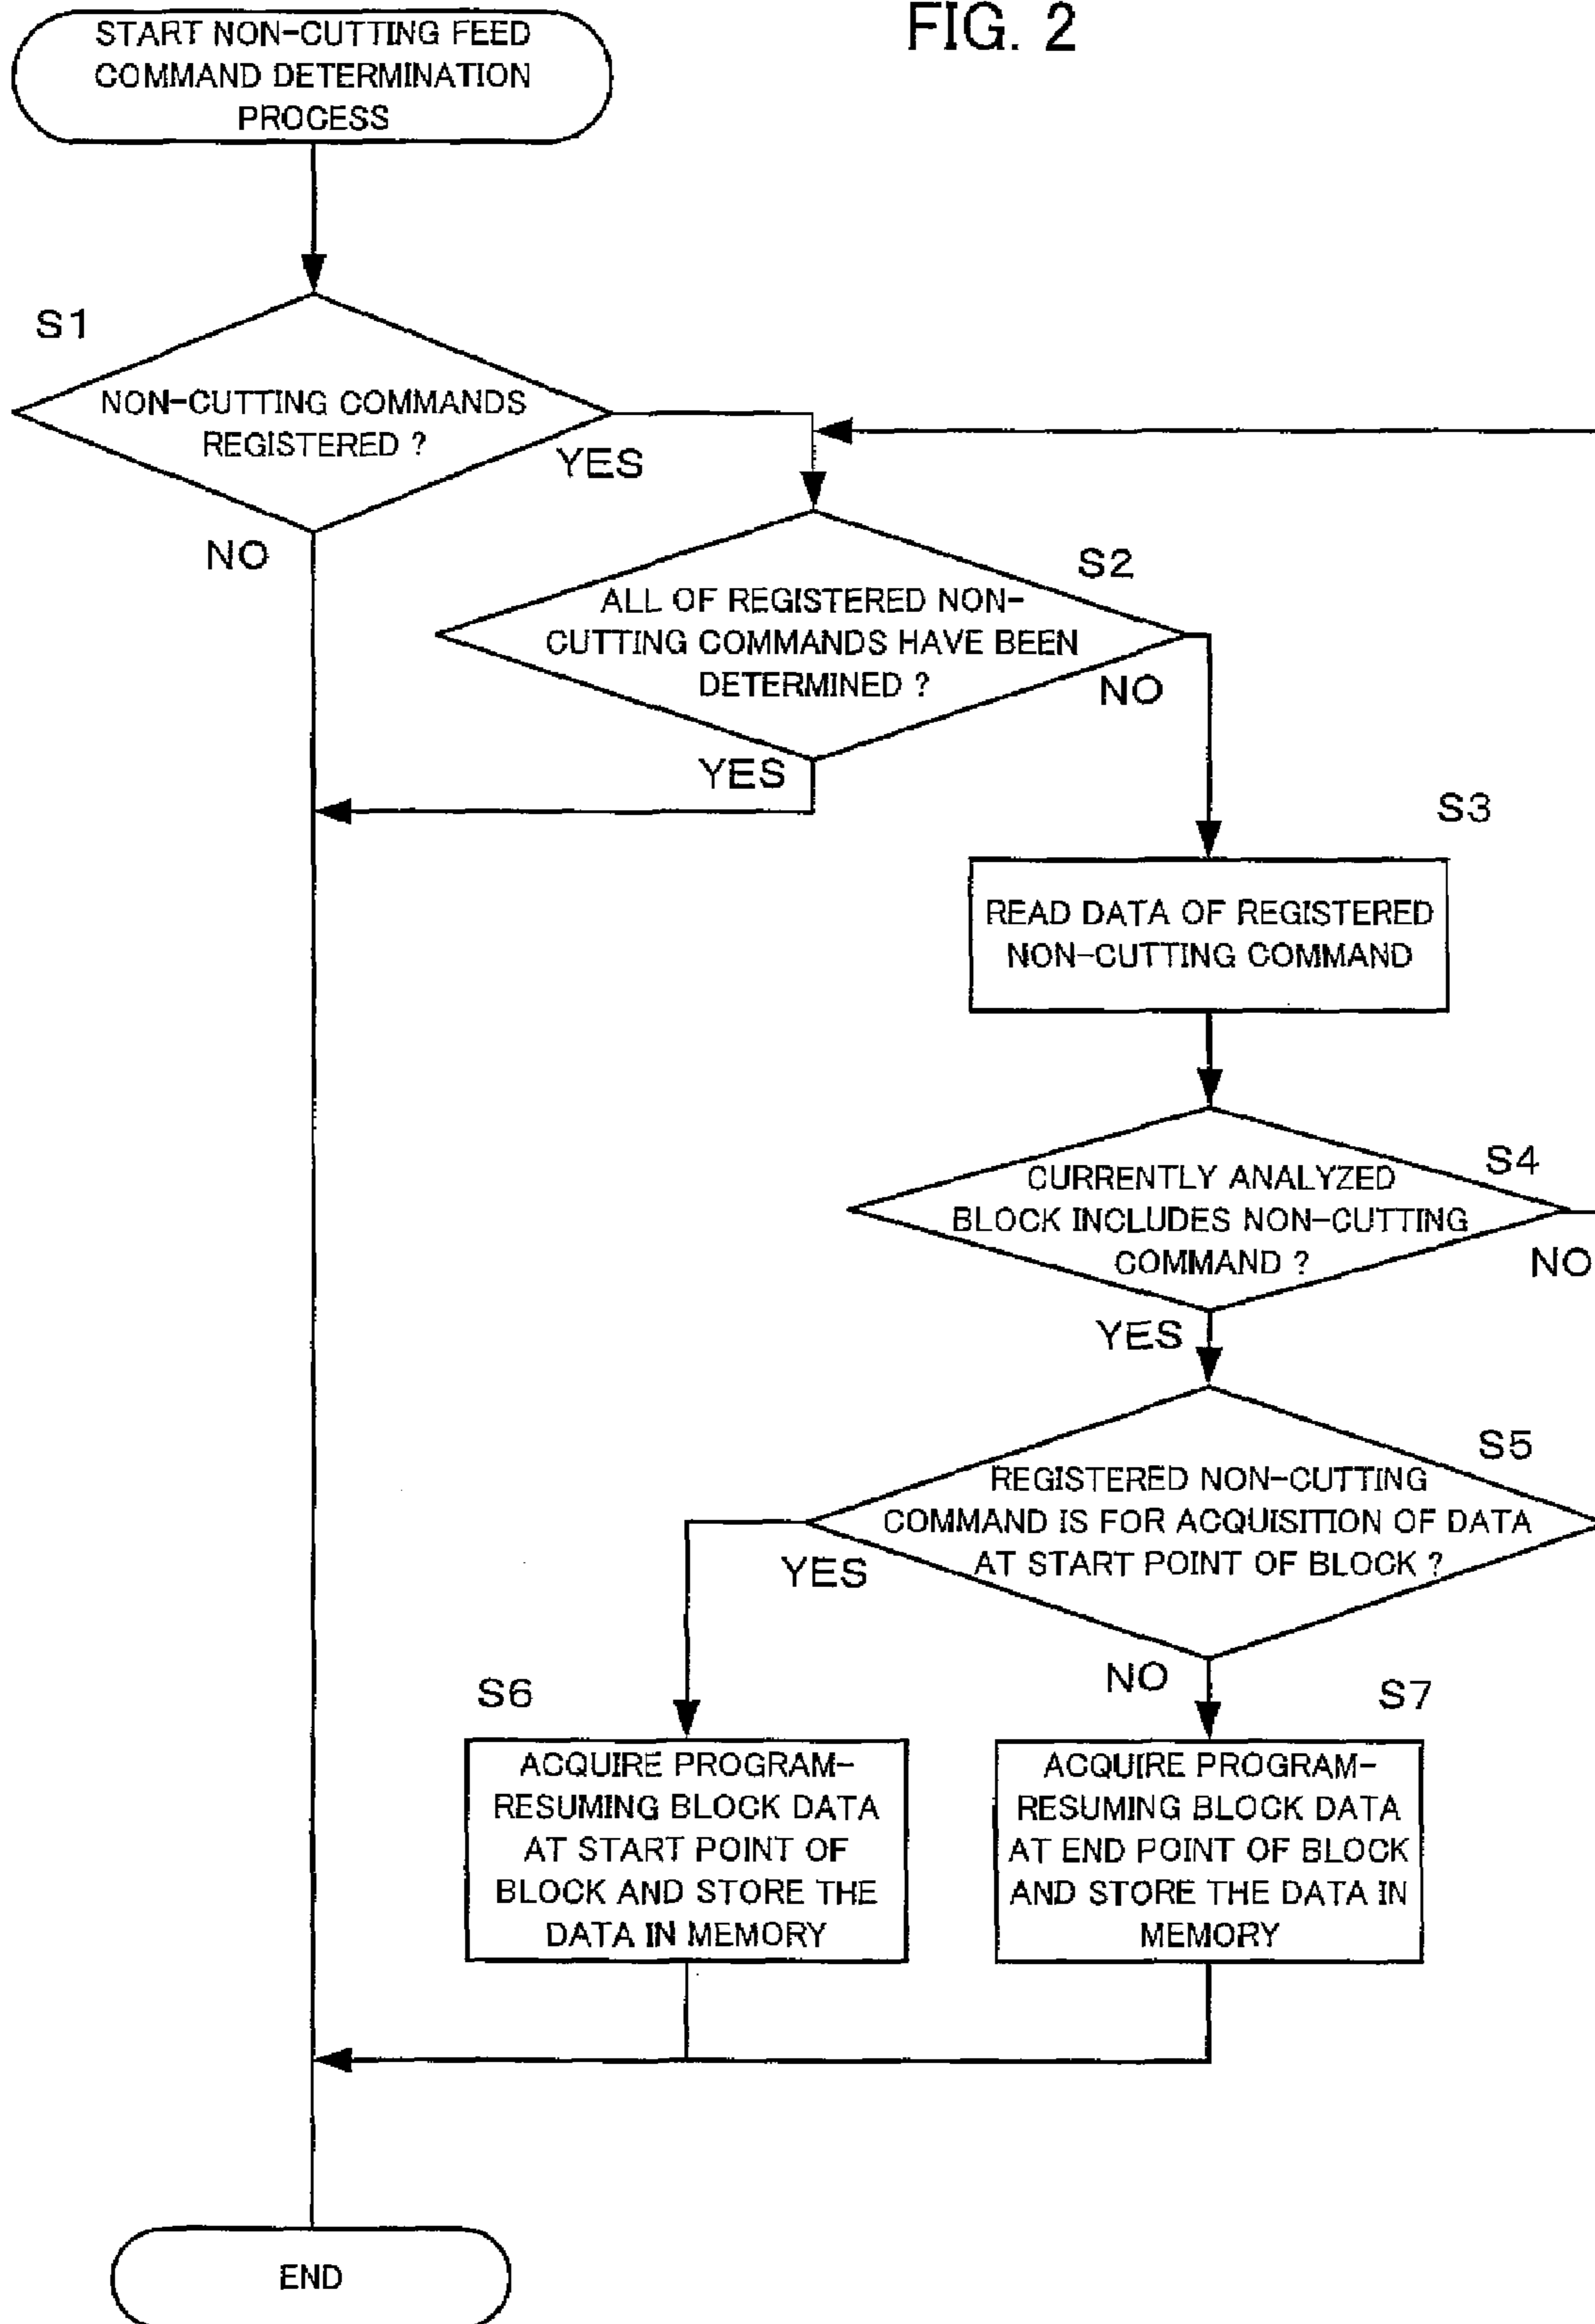 FIG. 2
START NON-CUTTING FEED
COMMAND DETERMINATION
PROCESS
S1
NON-CUTTING COMMANDS
REGISTERED ?
YES
NO
S2
ALL OF REGISTERED NON-
CUTTING COMMANDS HAVE BEEN
DETERMINED ?
NO
YES
S3
READ DATA OF REGISTERED
NON-CUTTING COMMAND
S4
CURRENTLY ANALYZED
BLOCK INCLUDES NON-CUTTING
COMMAND ?
NO
YES
S5
REGISTERED NON-CUTTING
COMMAND IS FOR ACQUISITION OF DATA
AT START POINT OF BLOCK ?
YES
NO
S6
ACQUIRE PROGRAM-
RESUMING BLOCK DATA
AT START POINT OF
BLOCK AND STORE THE
DATA IN MEMORY
S7
ACQUIRE PROGRAM-
RESUMING BLOCK DATA
AT END POINT OF BLOCK
AND STORE THE DATA IN
MEMORY
END